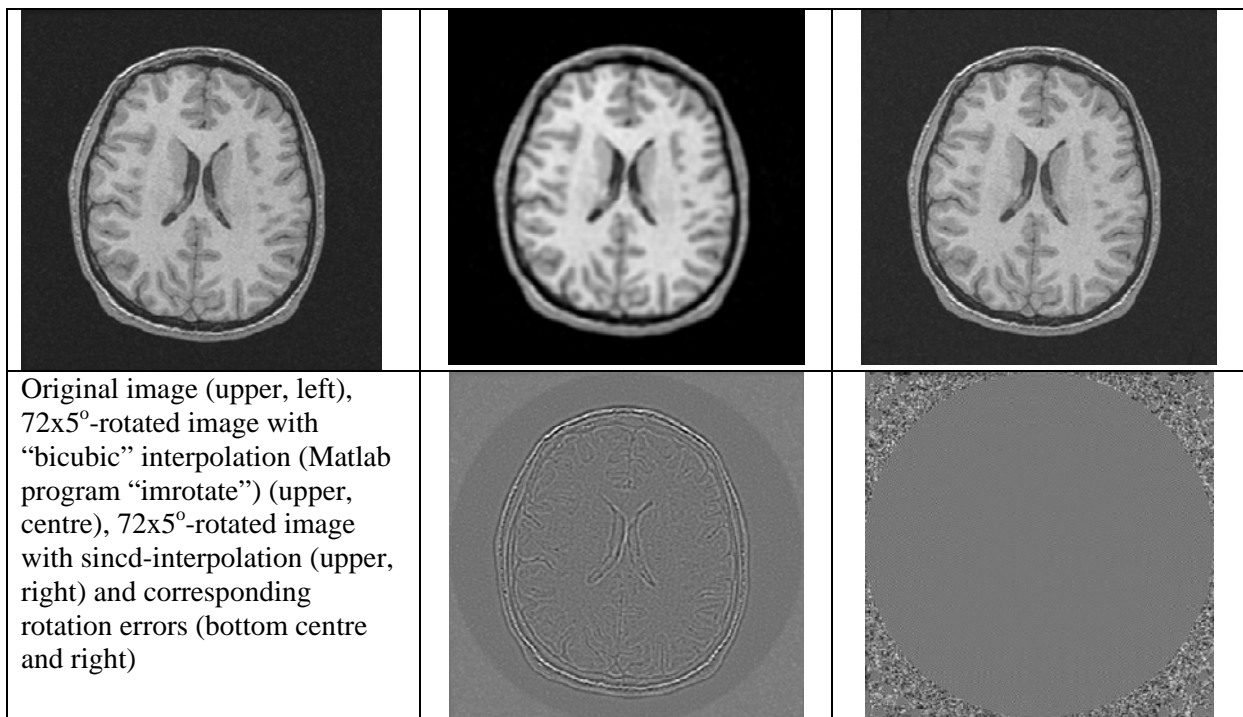 Original image (upper, left),
72x5°-rotated image with
“bicubic” interpolation (Matlab
program “imrotate”) (upper,
centre), 72x5°-rotated image
with sincd-interpolation (upper,
right) and corresponding
rotation errors (bottom centre
and right)